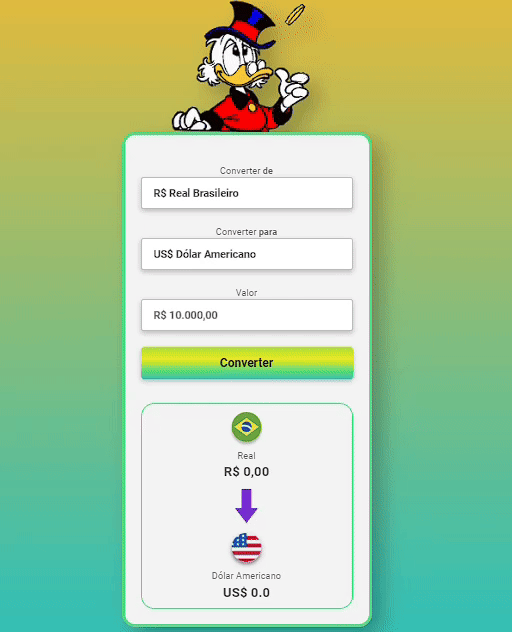 Converter de
R$ Real Brasileiro
Converter para
US$ Dólar Americano
Valor
R$ 10.000,00
Converter
Real
R$ 0,00
Dólar Americano
US$ 0.0